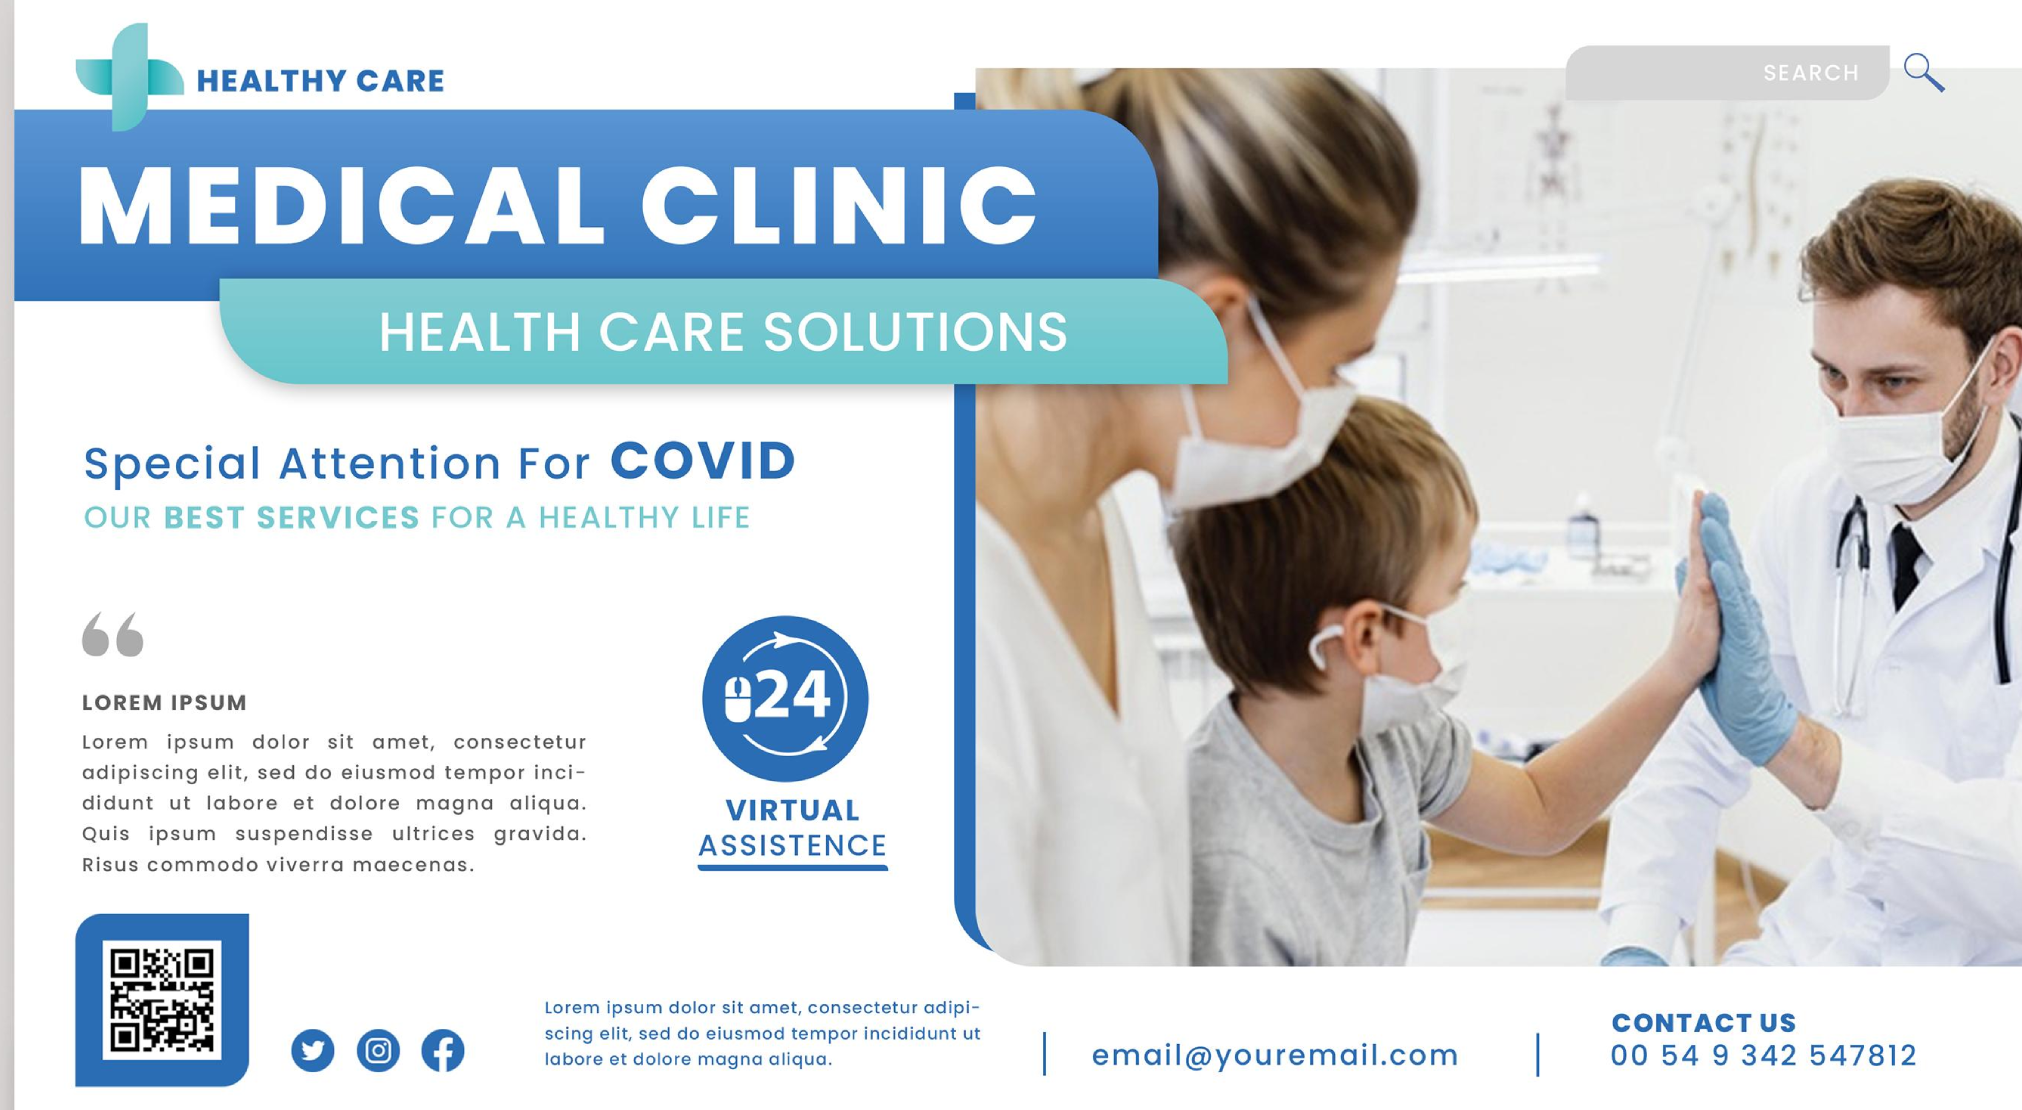 HEALTHY CARE
SEARCH
MEDICAL CLINIC
HEALTH CARE SOLUTIONS
Special Attention For COVID
OUR BEST SERVICES FOR A HEALTHY LIFE
LOREM IPSUM
Lorem ipsum dolor sit amet, consectetur
adipiscing elit, sed do eiusmod tempor inci-
didunt ut labore et dolore magna aliqua.
Quis ipsum suspendisse ultrices gravida.
Risus commodo viverra maecenas.
24
VIRTUAL
ASSISTENCE
Lorem ipsum dolor sit amet, consectetur adipi-
scing elit, sed do eiusmod tempor incididunt ut
labore et dolore magna aliqua.
email@youremail.com
CONTACT US
00 54 9 342 547812